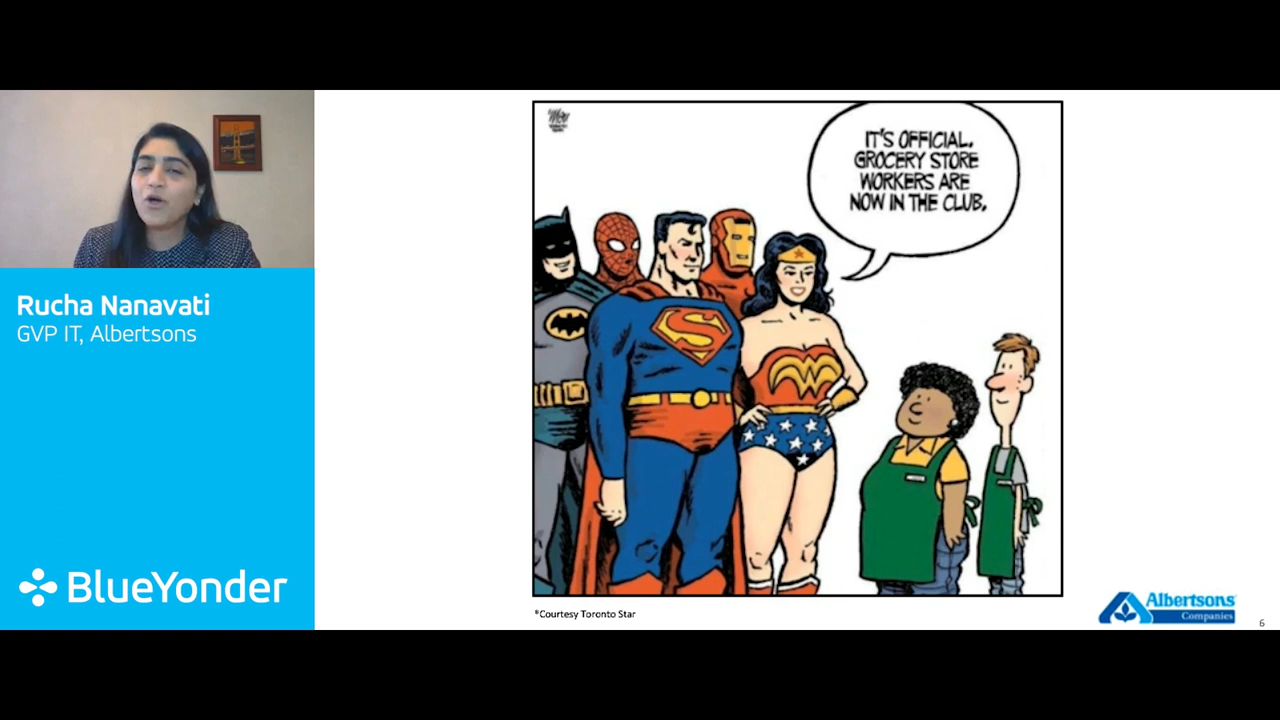 Rucha Nanavati
GVP IT, Albertsons
BlueYonder
IT'S OFFICIAL.
GROCERY STORE
WORKERS ARE
NOW IN THE CLUB.
S
*Courtesy Toronto Star
Albertsons
Companies
6